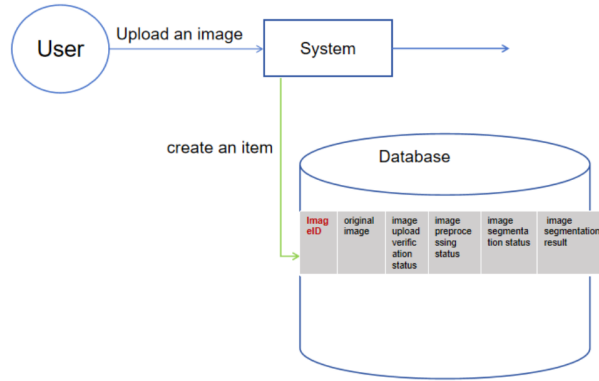 User
Upload an image
System
create an item
Database
Imag
eID
original
image
image
upload
verific
ation
status
image
preproce
ssing
status
image
segmenta
tion status
image
segmentation
result